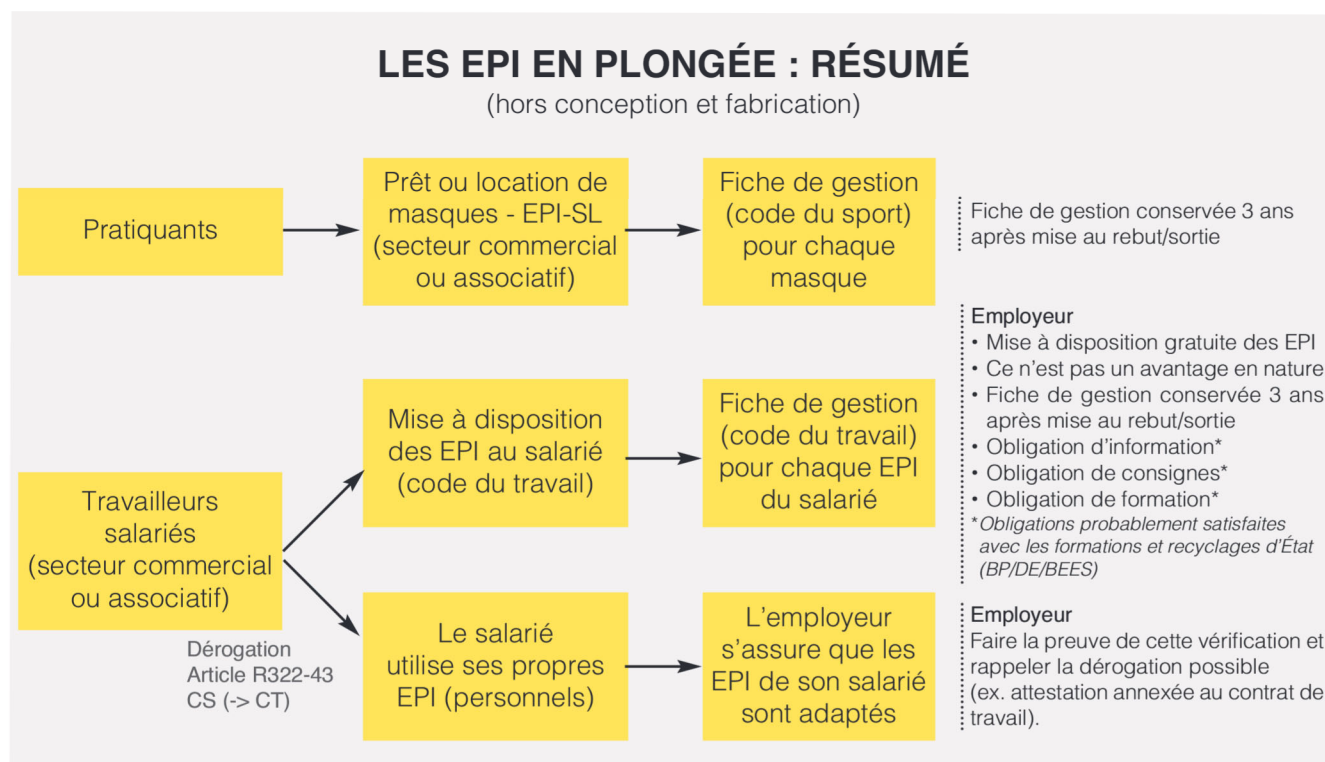 LES EPI EN PLONGÉE : RÉSUMÉ
(hors conception et fabrication)
Pratiquants
Prêt ou location de
masques - EPI-SL
(secteur commercial
ou associatif)
Fiche de gestion
(code du sport)
pour chaque
masque
Fiche de gestion conservée 3 ans
après mise au rebut/sortie
Travailleurs
salariés
(secteur commercial
ou associatif)
Dérogation
Article R322-43
CS (-> CT)
Mise à disposition
des EPI au salarié
(code du travail)
Fiche de gestion
(code du travail)
pour chaque EPI
du salarié
Employeur
• Mise à disposition gratuite des EPI
• Ce n’est pas un avantage en nature
• Fiche de gestion conservée 3 ans
après mise au rebut/sortie
• Obligation d’information*
• Obligation de consignes*
• Obligation de formation*
*Obligations probablement satisfaites
avec les formations et recyclages d’État
(BP/DE/BEES)
Le salarié
utilise ses propres
EPI (personnels)
L’employeur
s’assure que les
EPI de son salarié
sont adaptés
Employeur
Faire la preuve de cette vérification et
rappeler la dérogation possible
(ex. attestation annexée au contrat de
travail).